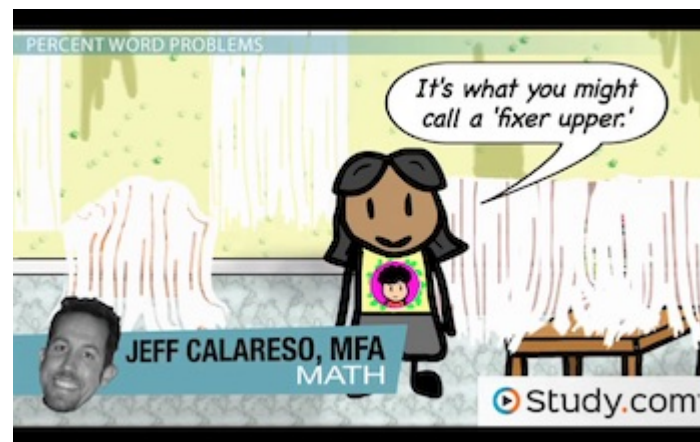 PERCENT WORD PROBLEMS
It's what you might
call a 'fixer upper.'
JEFF CALARESO, MFA
MATH
Study.com